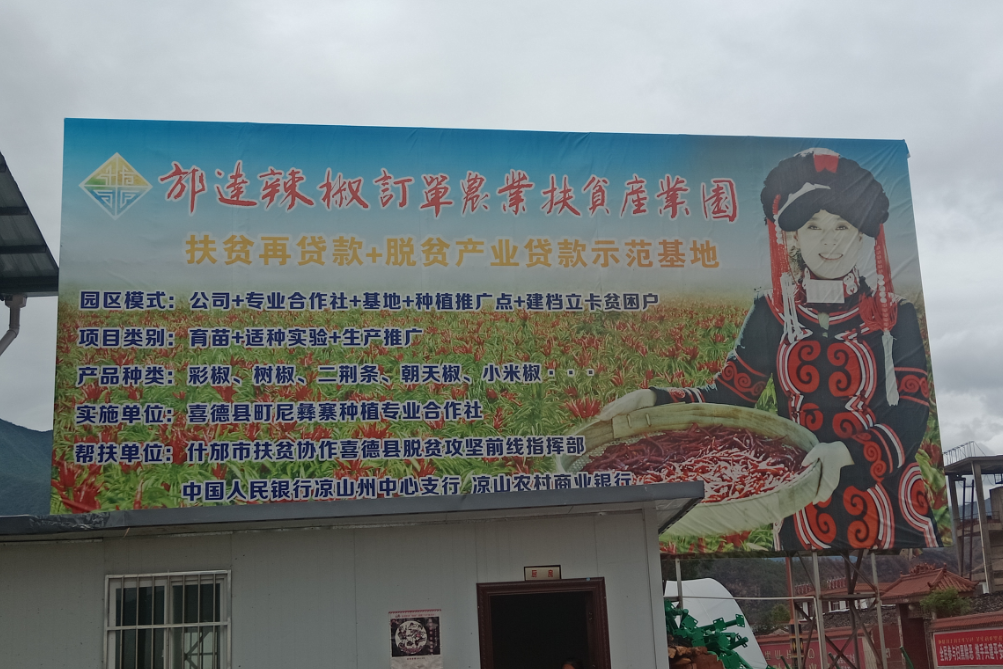 邡達辣椒訂單農業扶貧産業園
扶贫再贷款+脱贫产业贷款示范基地
园区模式：公司+专业合作社+基地+种植推广点+建档立卡贫困户
项目类别：育苗+适种实验+生产推广
产品种类：彩椒、树椒、二荆条、朝天椒、小米椒···
实施单位：喜德县町尼彝寨种植专业合作社
帮扶单位：什邡市扶贫协作喜德县脱贫攻坚前线指挥部
中国人民银行凉山州中心支行 凉山农村商业银行